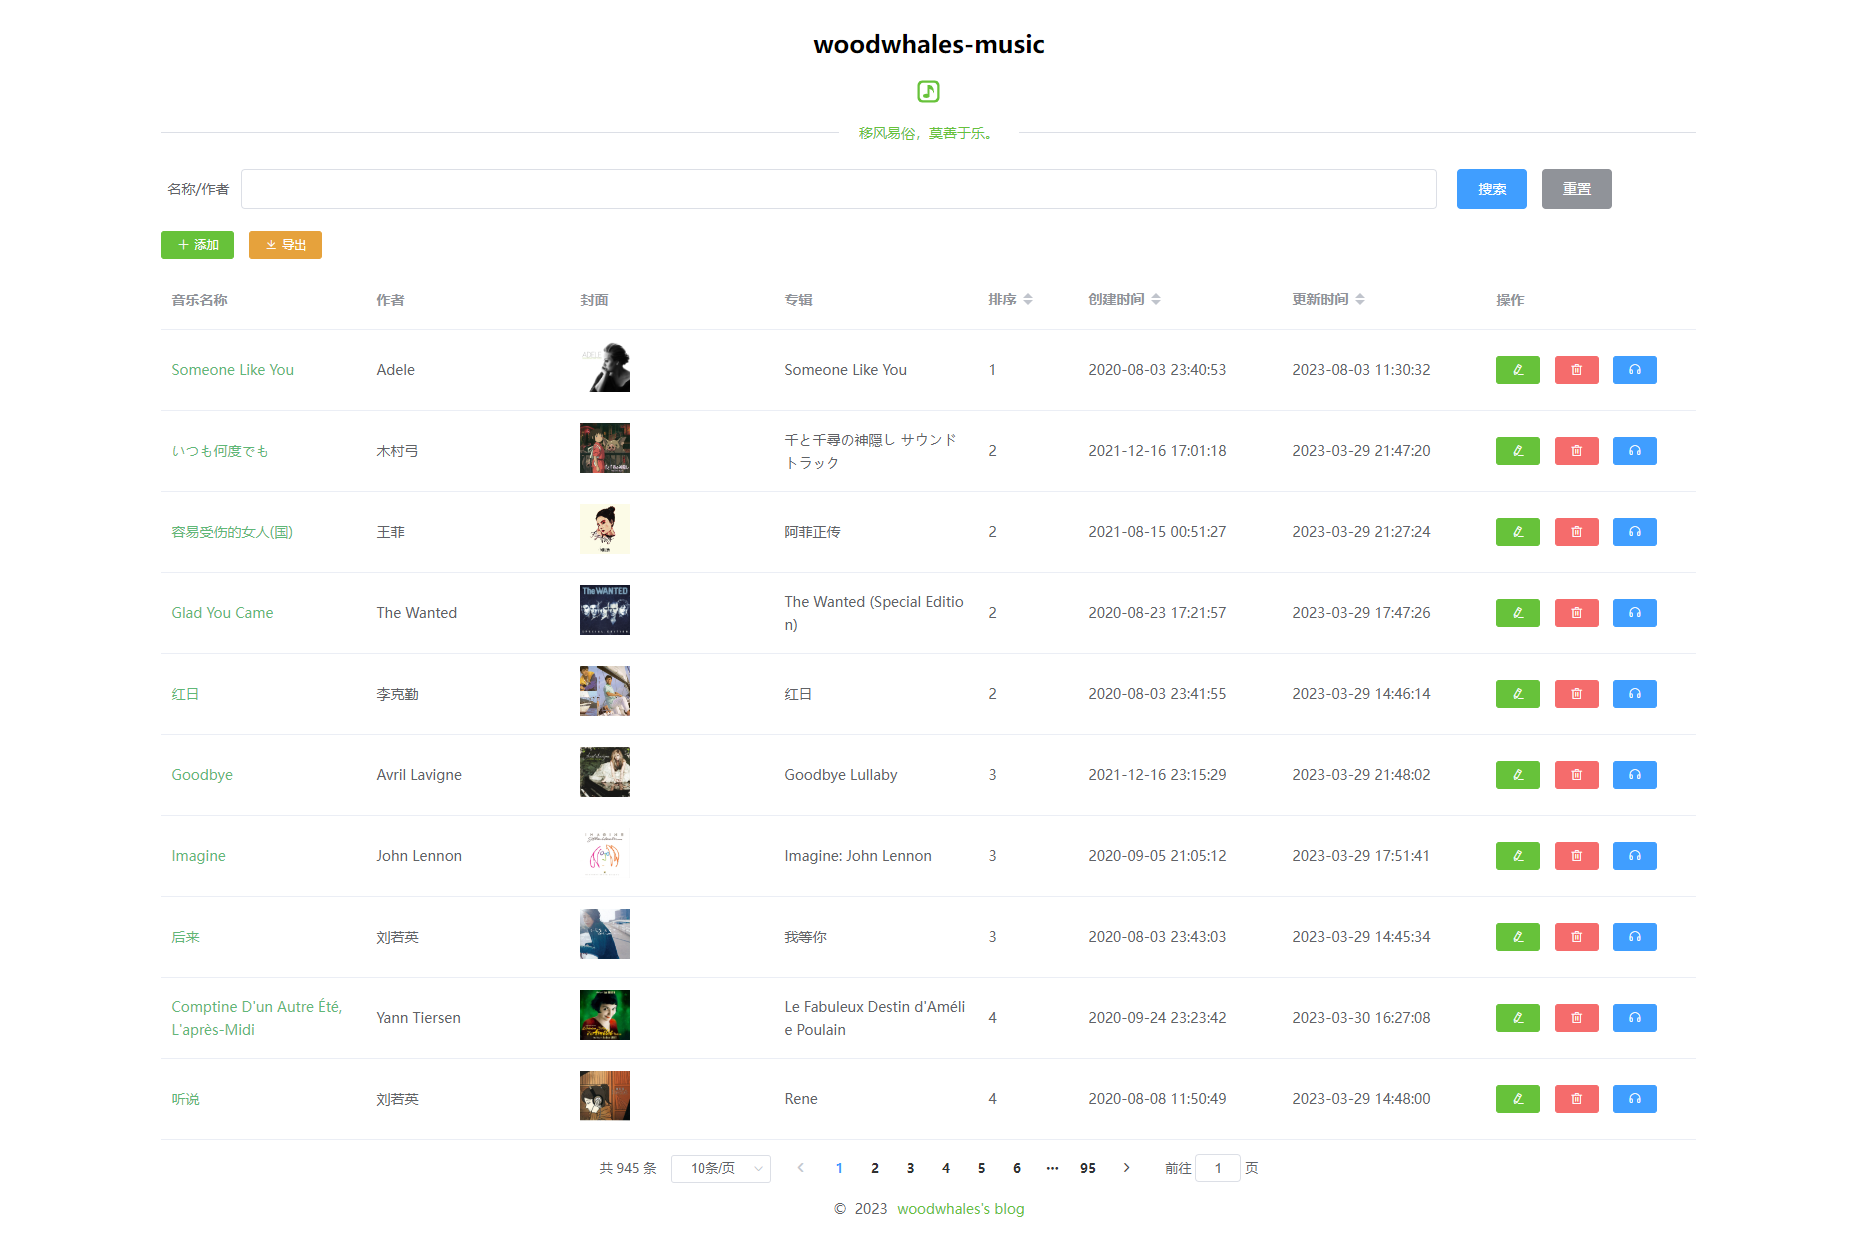 woodwhales-music
移风易俗，莫善于乐。
名称/作者 搜索 重置
添加 导出
音乐名称 作者 封面 专辑 排序 创建时间 更新时间 操作
Someone Like You Adele ADELE Someone Like You 1 2020-08-03 23:40:53 2023-08-03 11:30:32
いつも何度でも 木村弓 千と千尋の神隠し サウンド
トラック 2 2021-12-16 17:01:18 2023-03-29 21:47:20
容易受伤的女人(国) 王菲 阿菲正传 2 2021-08-15 00:51:27 2023-03-29 21:27:24
Glad You Came The Wanted The WANTED SPECIAL EDITION The Wanted (Special Editio
n) 2 2020-08-23 17:21:57 2023-03-29 17:47:26
红日 李克勤 红日 2 2020-08-03 23:41:55 2023-03-29 14:46:14
Goodbye Avril Lavigne Goodbye Lullaby 3 2021-12-16 23:15:29 2023-03-29 21:48:02
Imagine John Lennon IMAGINE Imagine: John Lennon 3 2020-09-05 21:05:12 2023-03-29 17:51:41
后来 刘若英 我等你 3 2020-08-03 23:43:03 2023-03-29 14:45:34
Comptine D'un Autre Été,
L'après-Midi Yann Tiersen Le Fabuleux Destin d'Améli
e Poulain 4 2020-09-24 23:23:42 2023-03-30 16:27:08
听说 刘若英 Rene 4 2020-08-08 11:50:49 2023-03-29 14:48:00
共 945 条 10条/页 1 2 3 4 5 6 ··· 95 前往 1 页
© 2023 woodwhales's blog